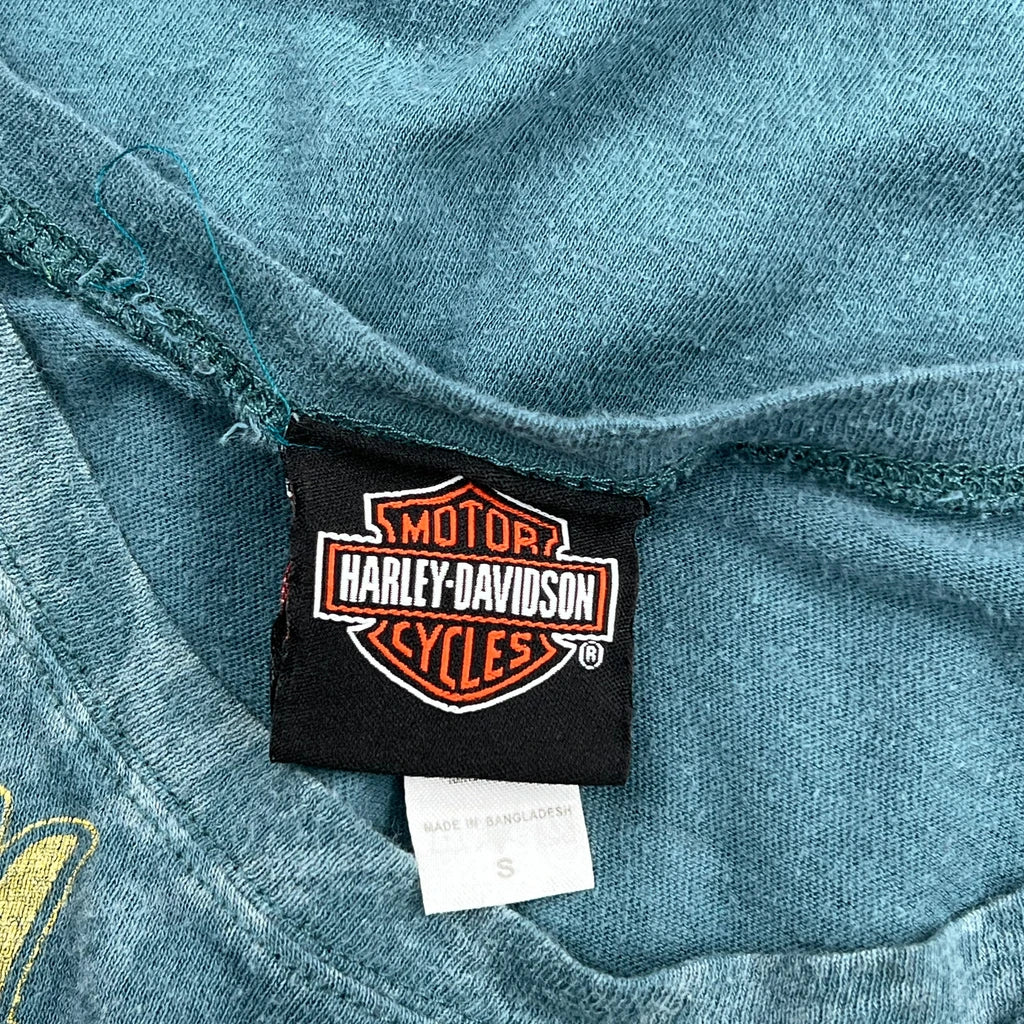 MOTOR
HARLEY-DAVIDSON
CYCLES
®
MADE IN BANGLADESH
S